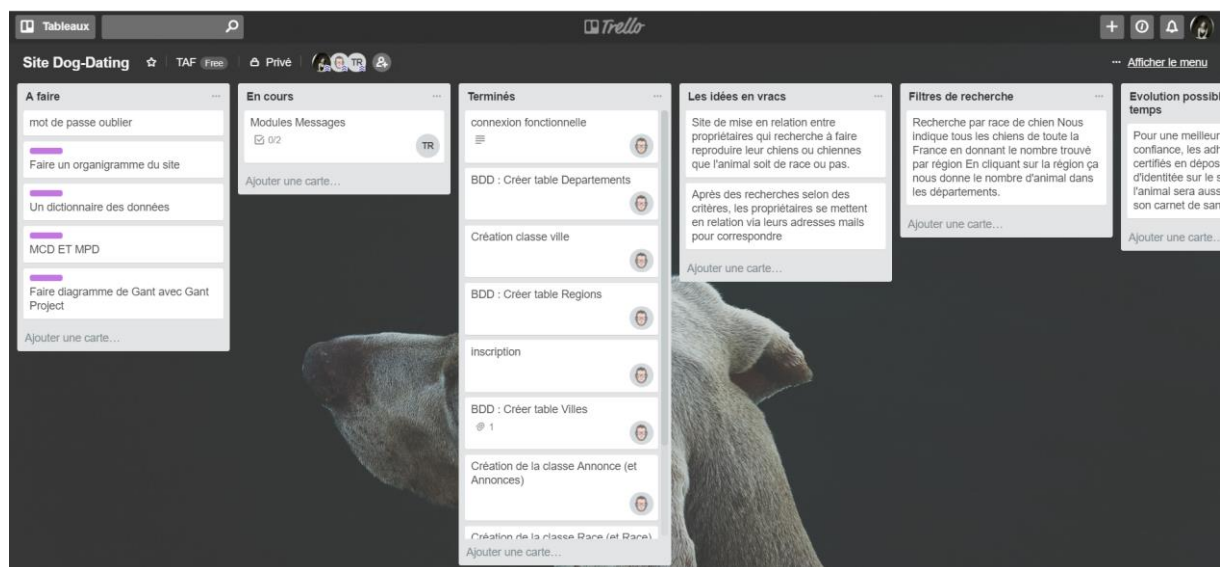 Tableaux
Trello
Site Dog-Dating
TAF Free
Privé
TR
Afficher le menu
A faire
mot de passe oublier
Faire un organigramme du site
Un dictionnaire des données
MCD ET MPD
Faire diagramme de Gant avec Gant
Project
Ajouter une carte…
En cours
Modules Messages
0/2
TR
Ajouter une carte…
Terminés
connexion fonctionnelle
BDD : Créer table Departements
Création classe ville
BDD : Créer table Regions
inscription
BDD : Créer table Villes
1
Création de la classe Annonce (et
Annonces)
Création de la classe Race (et Race)
Ajouter une carte…
Les idées en vracs
Site de mise en relation entre
propriétaires qui recherche à faire
reproduire leur chiens ou chiennes
que l'animal soit de race ou pas.
Après des recherches selon des
critères, les propriétaires se mettent
en relation via leurs adresses mails
pour correspondre
Ajouter une carte…
Filtres de recherche
Recherche par race de chien Nous
indique tous les chiens de toute la
France en donnant le nombre trouvé
par région En cliquant sur la région ça
nous donne le nombre d'animal dans
les départements.
Ajouter une carte…
Evolution possibl
temps
Pour une meilleur
confiance, les adh
certifiés en dépos
d'identitée sur le s
l'animal sera auss
son carnet de san
Ajouter une carte…